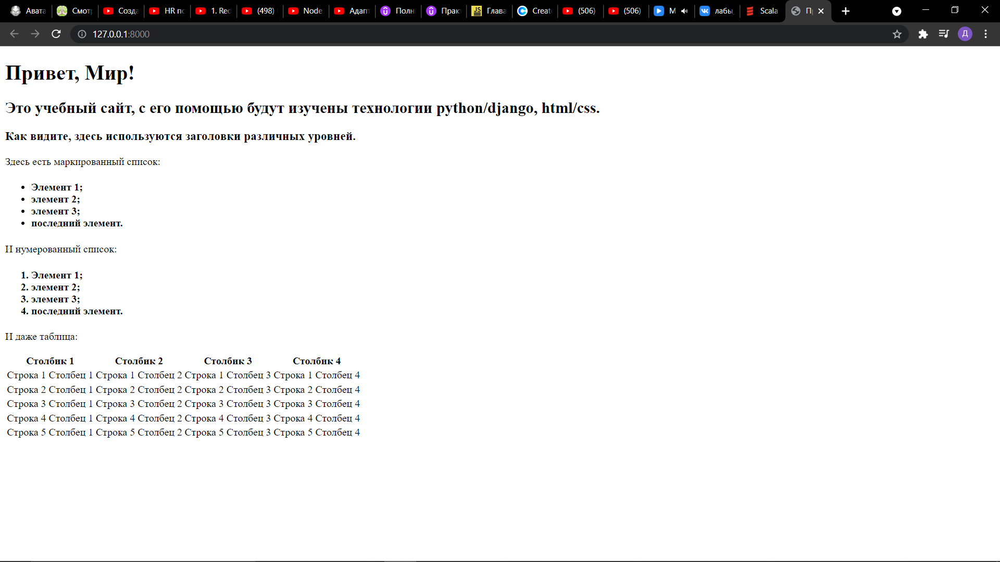 Авата Смот Созда HR по 1. Red (498) Node Адап Полн Прак Глава Create (506) (506) М лабы Scala П
127.0.0.1:8000 Д
Привет, Мир!
Это учебный сайт, с его помощью будут изучены технологии python/django, html/css.
Как видите, здесь используются заголовки различных уровней.
Здесь есть маркированный список:
• Элемент 1;
• элемент 2;
• элемент 3;
• последний элемент.
И нумерованный список:
1. Элемент 1;
2. элемент 2;
3. элемент 3;
4. последний элемент.
И даже таблица:
Столбик 1 Столбик 2 Столбик 3 Столбик 4
Строка 1 Столбец 1 Строка 1 Столбец 2 Строка 1 Столбец 3 Строка 1 Столбец 4
Строка 2 Столбец 1 Строка 2 Столбец 2 Строка 2 Столбец 3 Строка 2 Столбец 4
Строка 3 Столбец 1 Строка 3 Столбец 2 Строка 3 Столбец 3 Строка 3 Столбец 4
Строка 4 Столбец 1 Строка 4 Столбец 2 Строка 4 Столбец 3 Строка 4 Столбец 4
Строка 5 Столбец 1 Строка 5 Столбец 2 Строка 5 Столбец 3 Строка 5 Столбец 4